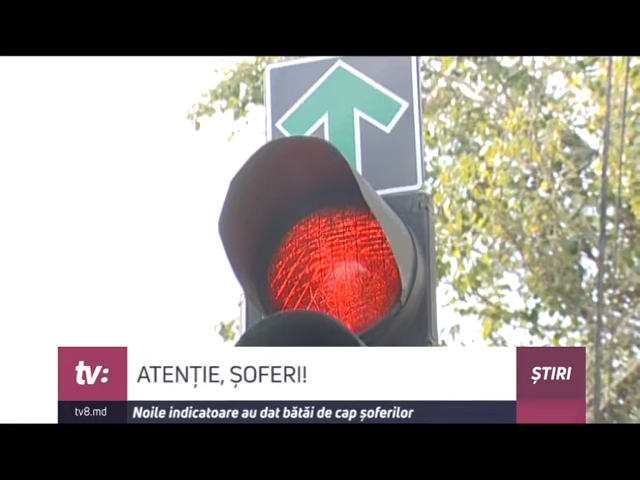 tv:
ATENȚIE, ȘOFERI!
ȘTIRI
tv8.md
Noile indicatoare au dat bătăi de cap șoferilor